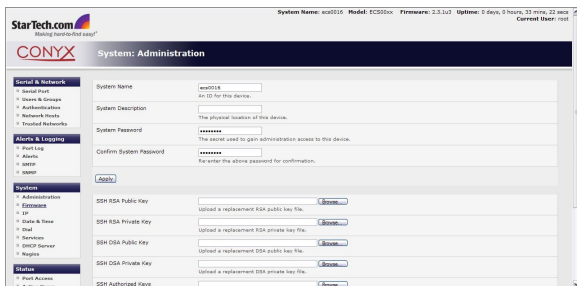 System Name: ecs0016 Model: ECS00xx Firmware: 2.3.1u3 Uptime: 0 days, 0 hours, 33 mins, 22 secs
Current User: root
StarTech.com
Making hard-to-find easy!
CONYX
System: Administration
Serial & Network
Serial Port
Users & Groups
Authentication
Network Hosts
Trusted Networks
Alerts & Logging
Port Log
Alerts
SMTP
SNMP
System
Administration
Firmware
IP
Date & Time
Dial
Services
DHCP Server
Nagios
Status
Port Access
System Name
ecs0016
An ID for this device.
System Description
The physical location of this device.
System Password
••••••••
The secret used to gain administration access to this device.
Confirm System Password
••••••••
Re-enter the above password for confirmation.
Apply
SSH RSA Public Key
Browse...
Upload a replacement RSA public key file.
SSH RSA Private Key
Browse...
Upload a replacement RSA private key file.
SSH DSA Public Key
Browse...
Upload a replacement DSA public key file.
SSH DSA Private Key
Browse...
Upload a replacement DSA private key file.
SSH Authorized Keys
Browse...